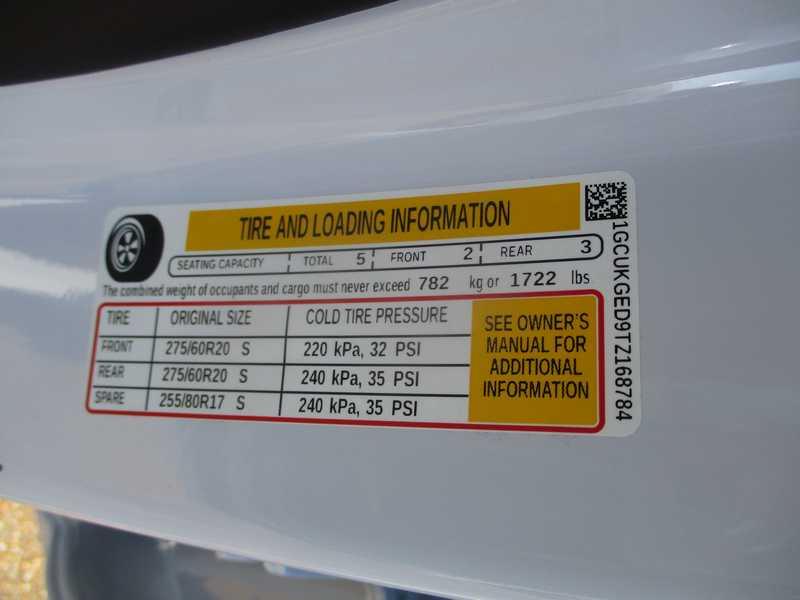 TIRE AND LOADING INFORMATION
SEATING CAPACITY TOTAL 5 FRONT 2 REAR 3
The combined weight of occupants and cargo must never exceed 782 kg or 1722 lbs
TIRE ORIGINAL SIZE COLD TIRE PRESSURE
FRONT 275/60R20 S 220 kPa, 32 PSI
REAR 275/60R20 S 240 kPa, 35 PSI
SPARE 255/80R17 S 240 kPa, 35 PSI
SEE OWNER'S
MANUAL FOR
ADDITIONAL
INFORMATION
1GCUKGED9TZ168784